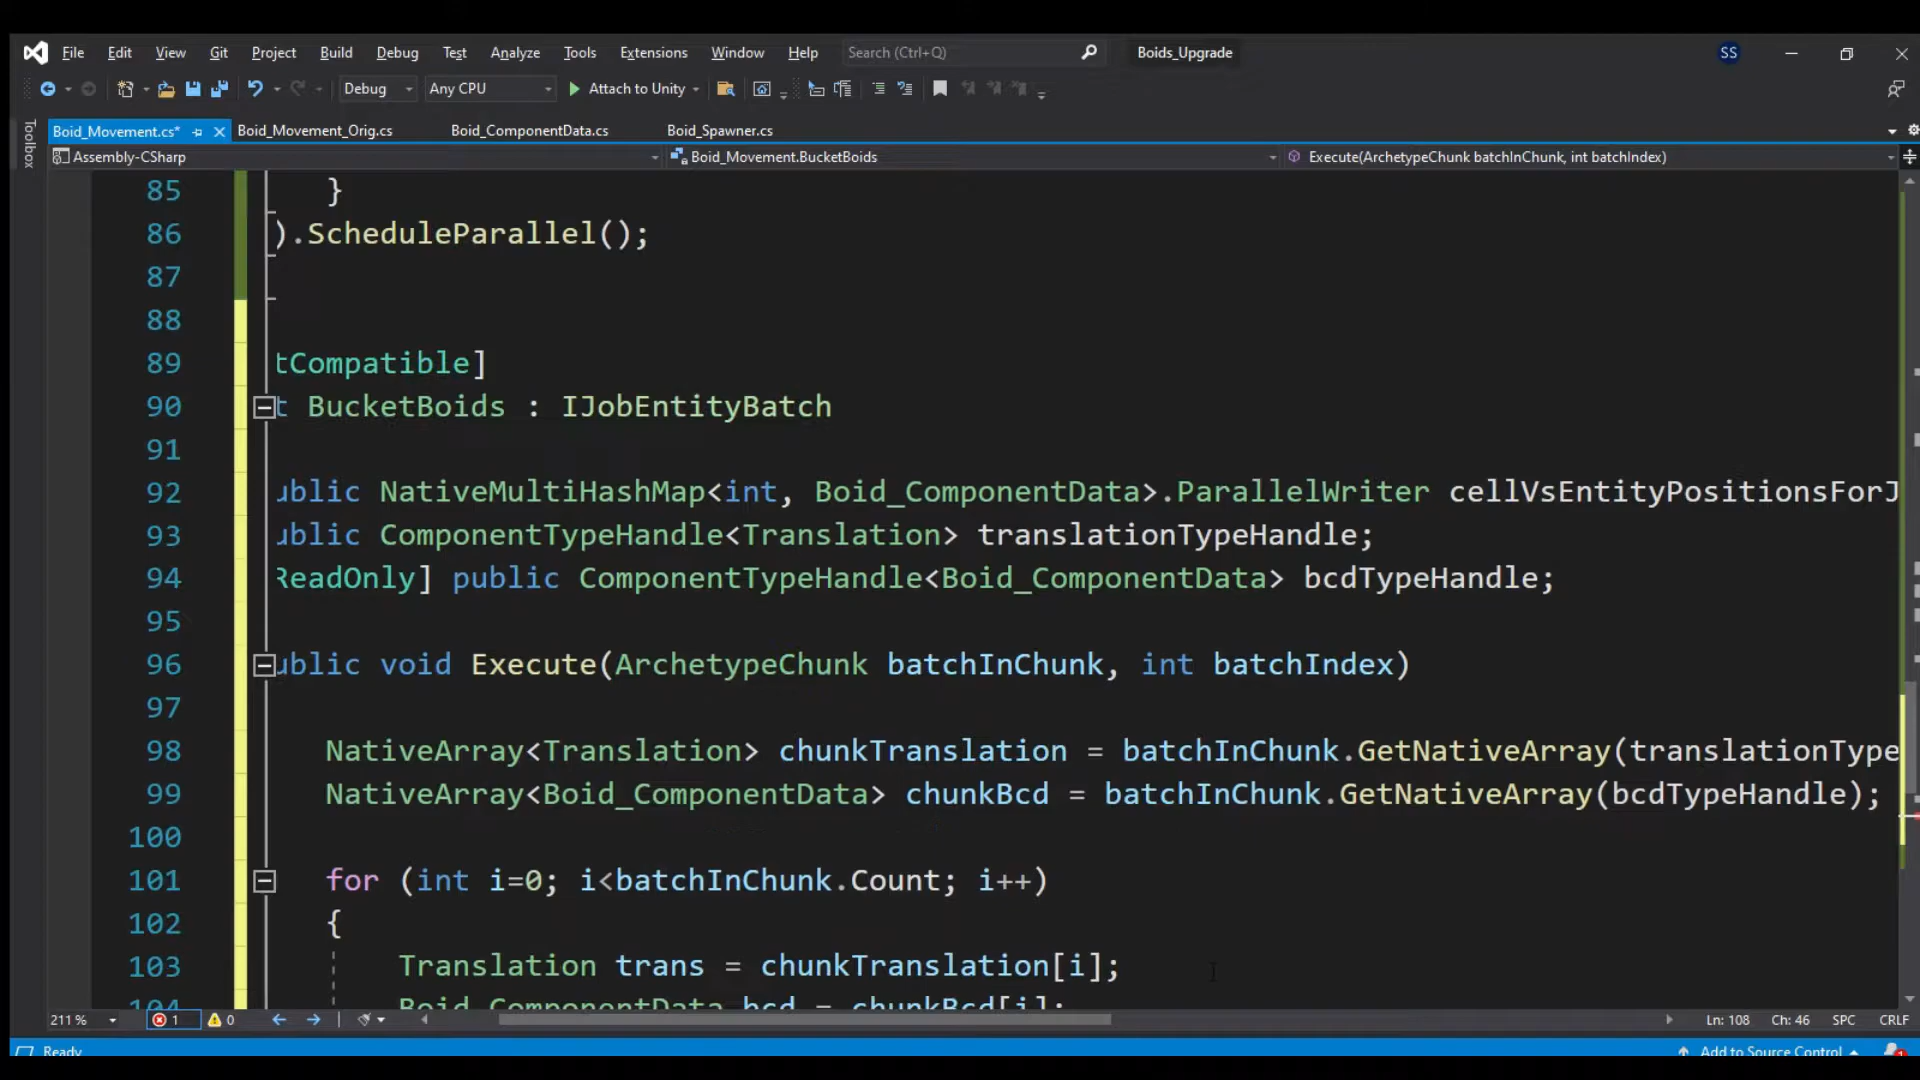 File Edit View Git Project Build Debug Test Analyze Tools Extensions Window Help Search (Ctrl+Q) Boids_Upgrade SS
Debug Any CPU Attach to Unity
Boid_Movement.cs* Boid_Movement_Orig.cs Boid_ComponentData.cs Boid_Spawner.cs
Toolbox
Assembly-CSharp Boid_Movement.BucketBoids Execute(ArchetypeChunk batchInChunk, int batchIndex)
85 }
86 ).ScheduleParallel();
87
88
89 tCompatible]
90 t BucketBoids : IJobEntityBatch
91
92 ublic NativeMultiHashMap<int, Boid_ComponentData>.ParallelWriter cellVsEntityPositionsForJ
93 ublic ComponentTypeHandle<Translation> translationTypeHandle;
94 ReadOnly] public ComponentTypeHandle<Boid_ComponentData> bcdTypeHandle;
95
96 ublic void Execute(ArchetypeChunk batchInChunk, int batchIndex)
97
98 NativeArray<Translation> chunkTranslation = batchInChunk.GetNativeArray(translationType
99 NativeArray<Boid_ComponentData> chunkBcd = batchInChunk.GetNativeArray(bcdTypeHandle);
100
101 for (int i=0; i<batchInChunk.Count; i++)
102 {
103 Translation trans = chunkTranslation[i];
104 Boid_ComponentData bcd = chunkBcd[i];
211 % 1 0 Ln: 108 Ch: 46 SPC CRLF
Ready Add to Source Control 1